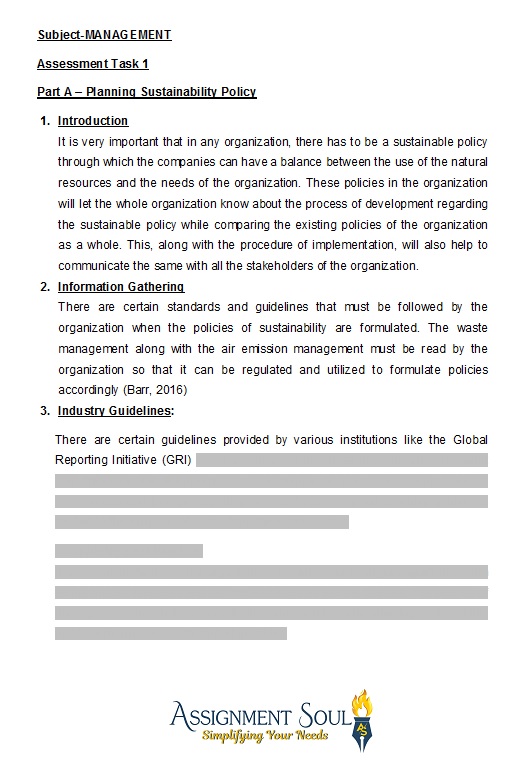 Subject-MANAGEMENT
Assessment Task 1
Part A – Planning Sustainability Policy
1. Introduction
It is very important that in any organization, there has to be a sustainable policy
through which the companies can have a balance between the use of the natural
resources and the needs of the organization. These policies in the organization
will let the whole organization know about the process of development regarding
the sustainable policy while comparing the existing policies of the organization
as a whole. This, along with the procedure of implementation, will also help to
communicate the same with all the stakeholders of the organization.
2. Information Gathering
There are certain standards and guidelines that must be followed by the
organization when the policies of sustainability are formulated. The waste
management along with the air emission management must be read by the
organization so that it can be regulated and utilized to formulate policies
accordingly (Barr, 2016)
3. Industry Guidelines:
There are certain guidelines provided by various institutions like the Global
Reporting Initiative (GRI)
ASSIGNMENT SOUL
Simplifying Your Needs
AS